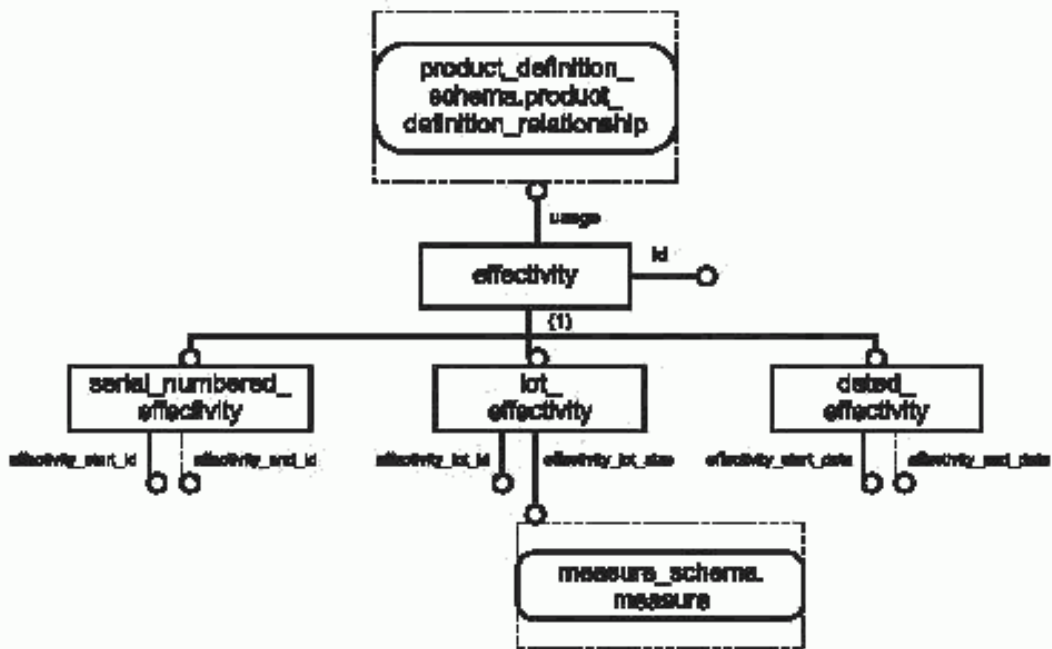 product_definition_
schema.product_
definition_relationship
usage
effectivity
id
(1)
serial_numbered_
effectivity
lot_
effectivity
dated_
effectivity
effectivity_start_id
effectivity_end_id
effectivity_lot_id
effectivity_lot_size
effectivity_start_date
effectivity_end_date
measure_schema.
measure